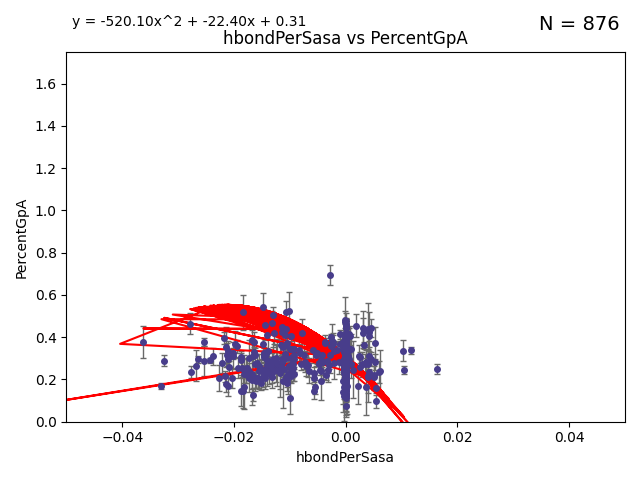 y = -520.10x^2 + -22.40x + 0.31
N = 876
hbondPerSasa vs PercentGpA
PercentGpA
1.6
1.4
1.2
1.0
0.8
0.6
0.4
0.2
0.0
−0.04
−0.02
0.00
0.02
0.04
hbondPerSasa